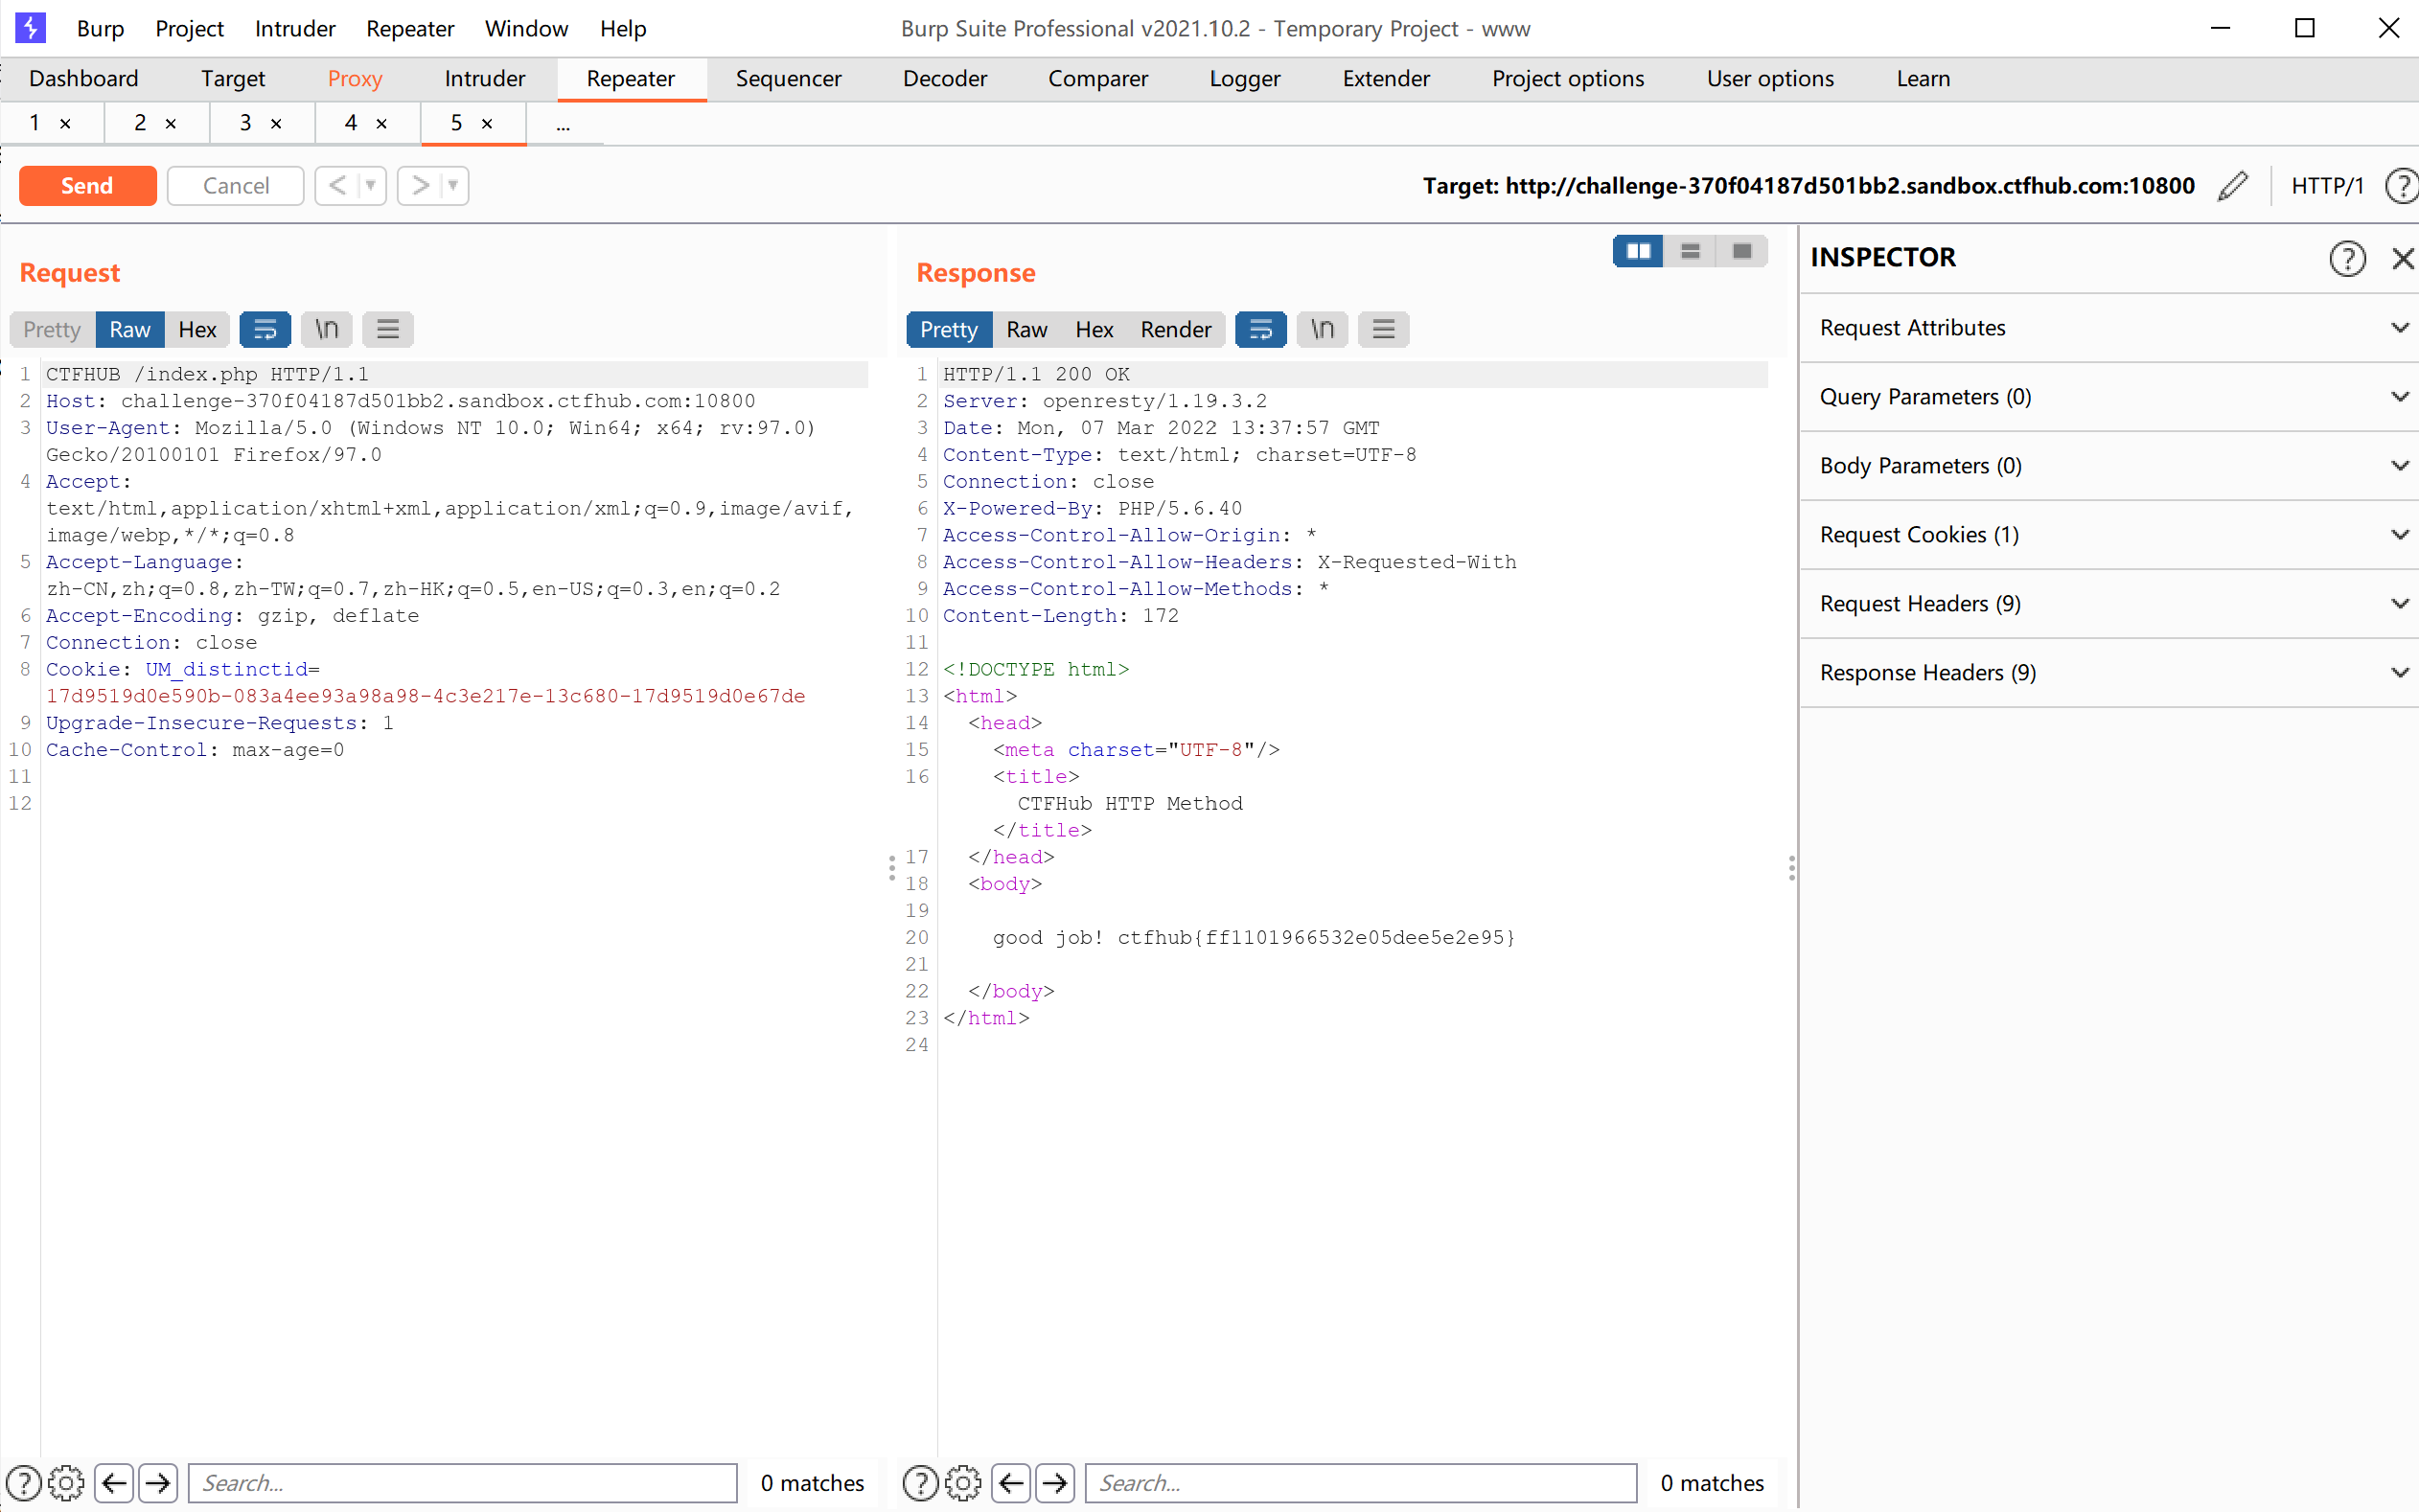 Burp Project Intruder Repeater Window Help Burp Suite Professional v2021.10.2 - Temporary Project - www
Dashboard Target Proxy Intruder Repeater Sequencer Decoder Comparer Logger Extender Project options User options Learn
1 × 2 × 3 × 4 × 5 × ...
Send Cancel < > Target: http://challenge-370f04187d501bb2.sandbox.ctfhub.com:10800 HTTP/1 ?
Request
Pretty Raw Hex \n
1 CTFHUB /index.php HTTP/1.1
2 Host: challenge-370f04187d501bb2.sandbox.ctfhub.com:10800
3 User-Agent: Mozilla/5.0 (Windows NT 10.0; Win64; x64; rv:97.0)
Gecko/20100101 Firefox/97.0
4 Accept:
text/html,application/xhtml+xml,application/xml;q=0.9,image/avif,
image/webp,*/*;q=0.8
5 Accept-Language:
zh-CN,zh;q=0.8,zh-TW;q=0.7,zh-HK;q=0.5,en-US;q=0.3,en;q=0.2
6 Accept-Encoding: gzip, deflate
7 Connection: close
8 Cookie: UM_distinctid=
17d9519d0e590b-083a4ee93a98a98-4c3e217e-13c680-17d9519d0e67de
9 Upgrade-Insecure-Requests: 1
10 Cache-Control: max-age=0
11
12
? Search... 0 matches
Response
Pretty Raw Hex Render \n
1 HTTP/1.1 200 OK
2 Server: openresty/1.19.3.2
3 Date: Mon, 07 Mar 2022 13:37:57 GMT
4 Content-Type: text/html; charset=UTF-8
5 Connection: close
6 X-Powered-By: PHP/5.6.40
7 Access-Control-Allow-Origin: *
8 Access-Control-Allow-Headers: X-Requested-With
9 Access-Control-Allow-Methods: *
10 Content-Length: 172
11
12 <!DOCTYPE html>
13 <html>
14 <head>
15 <meta charset="UTF-8"/>
16 <title>
CTFHub HTTP Method
</title>
17 </head>
18 <body>
19
20 good job! ctfhub{ff1101966532e05dee5e2e95}
21
22 </body>
23 </html>
24
? Search... 0 matches
INSPECTOR ?
Request Attributes
Query Parameters (0)
Body Parameters (0)
Request Cookies (1)
Request Headers (9)
Response Headers (9)